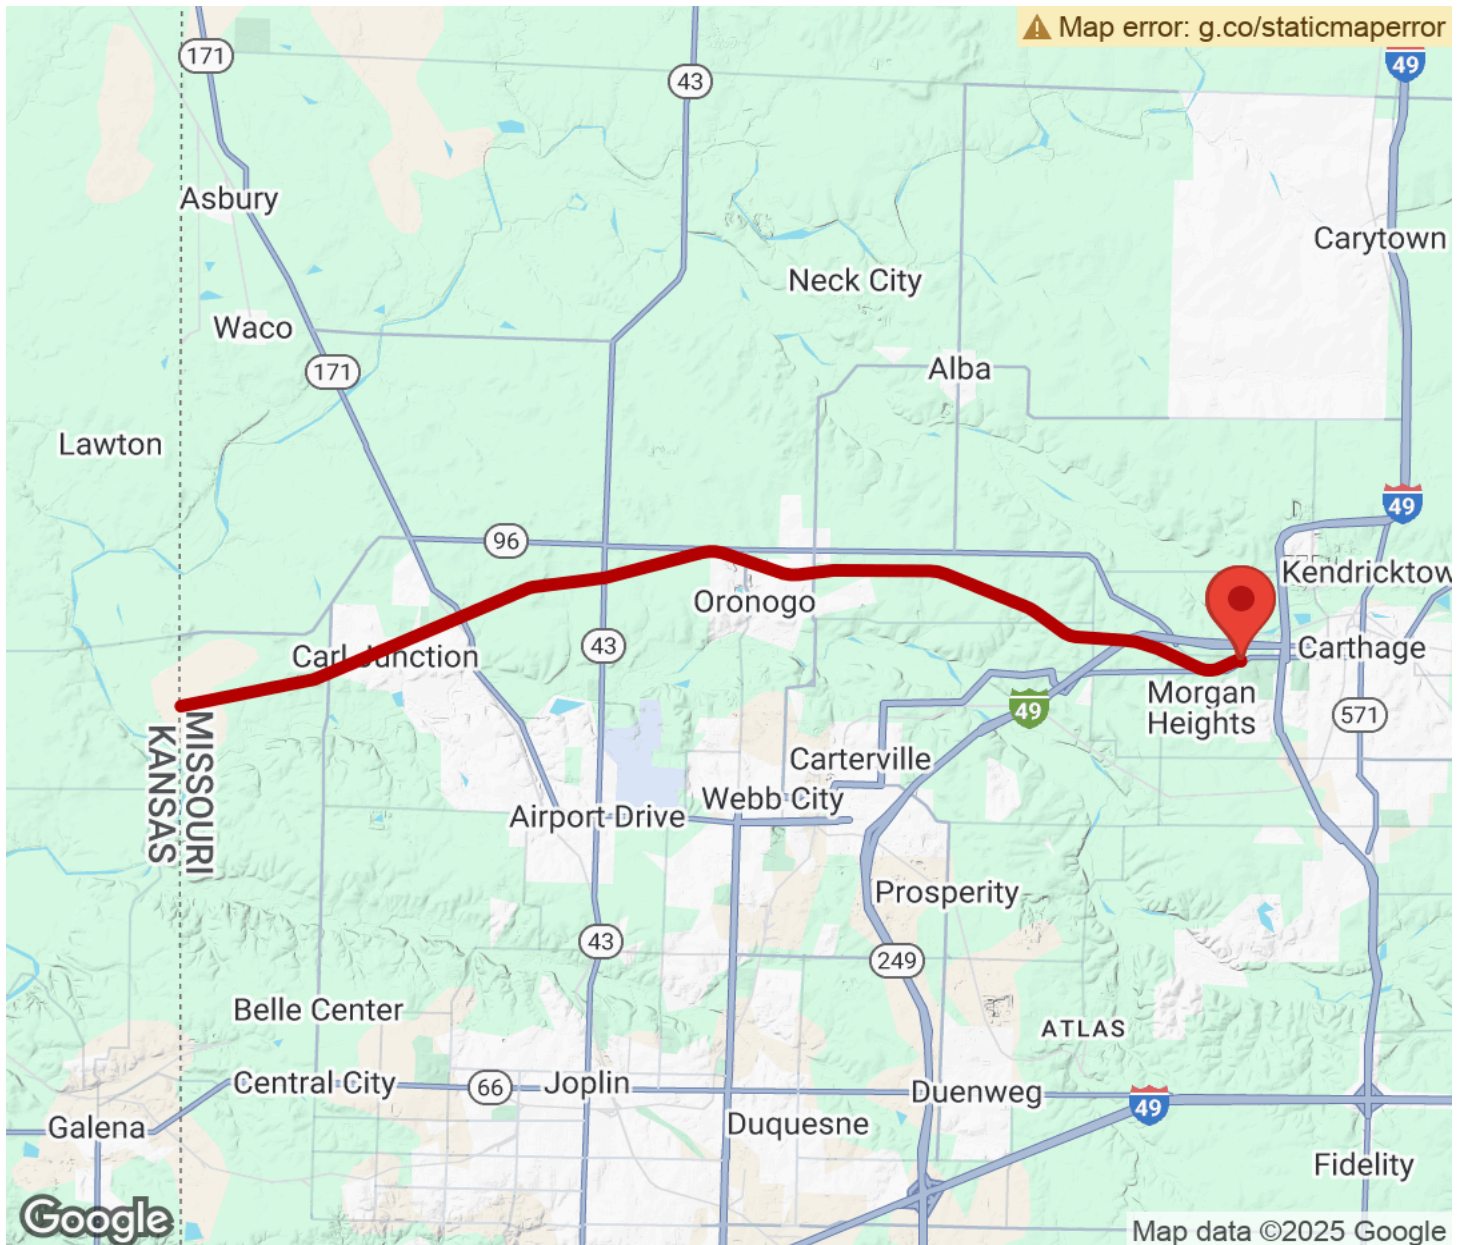 Map error: g.co/staticmaperror
171
43
49
Asbury
Carytown
Neck City
Waco
171
Alba
Lawton
49
96
Kendricktow
Oronogo
43
Carthage
Carl Junction
Morgan
Heights
49
571
MISSOURI
KANSAS
Carterville
Webb City
Airport Drive
Prosperity
43
249
Belle Center
ATLAS
Central City
66
Joplin
Duenweg
49
Galena
Duquesne
Fidelity
Google
Map data ©2025 Google